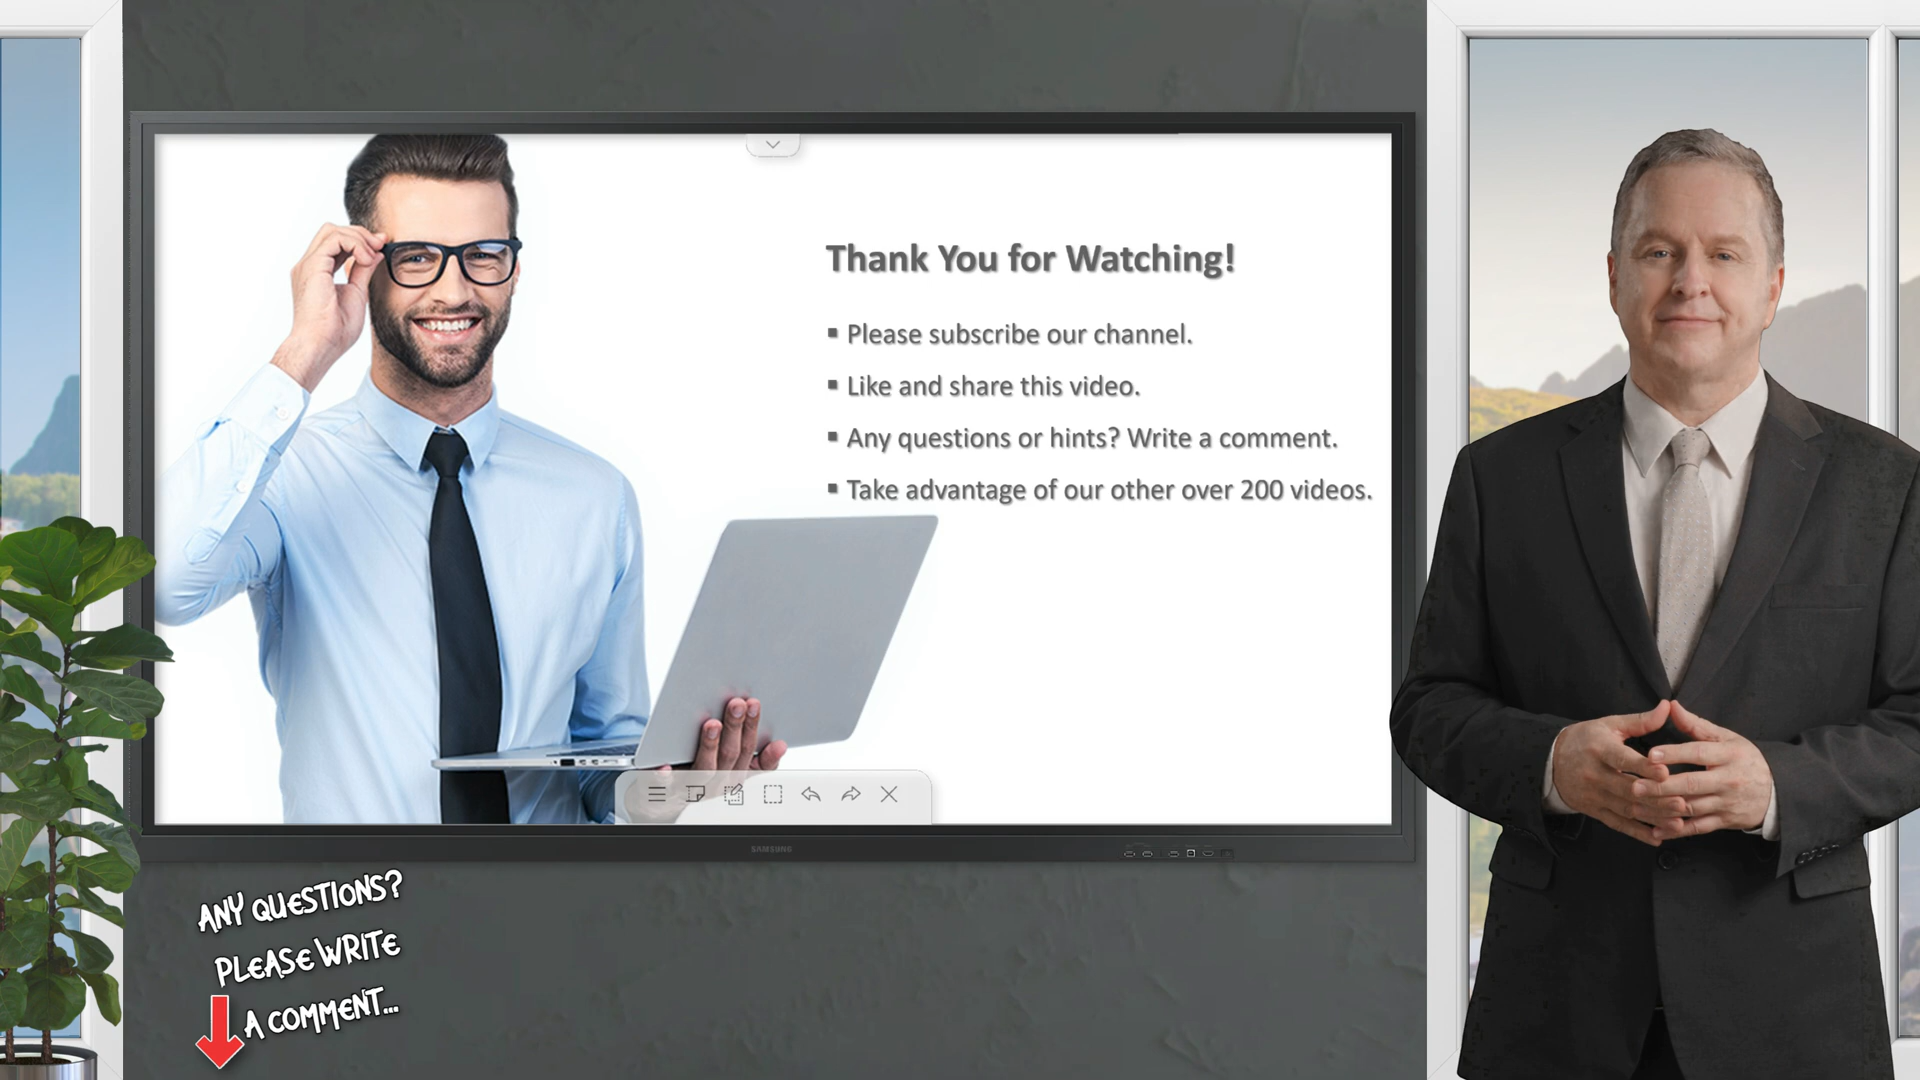 Thank You for Watching!
▪ Please subscribe our channel.
▪ Like and share this video.
▪ Any questions or hints? Write a comment.
▪ Take advantage of our other over 200 videos.
SAMSUNG
ANY QUESTIONS?
PLEASE WRITE
A COMMENT...